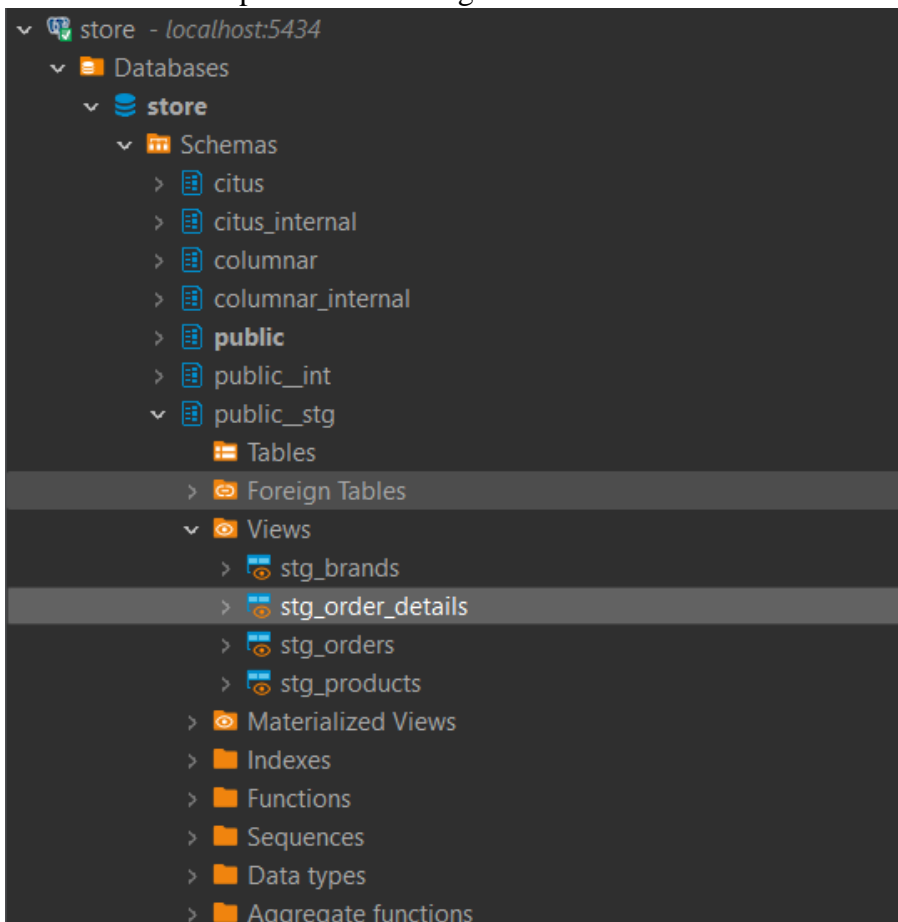 store - localhost:5434
Databases
store
Schemas
citus
citus_internal
columnar
columnar_internal
public
public__int
public__stg
Tables
Foreign Tables
Views
stg_brands
stg_order_details
stg_orders
stg_products
Materialized Views
Indexes
Functions
Sequences
Data types
Aggregate functions